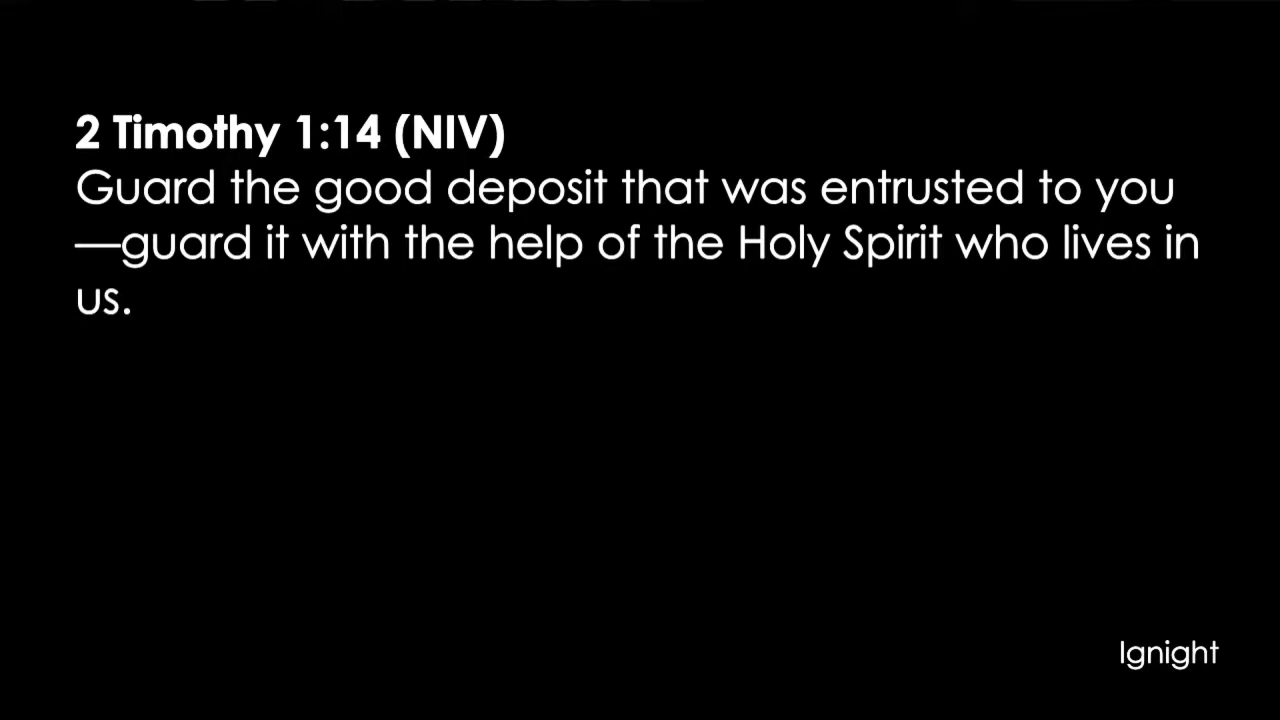 2 Timothy 1:14 (NIV)
Guard the good deposit that was entrusted to you
—guard it with the help of the Holy Spirit who lives in
us.
Ignight